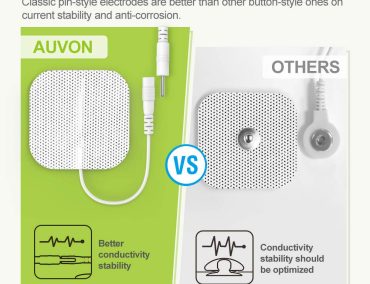 Classic pin-style electrodes are better than other button-style ones on
current stability and anti-corrosion.
AUVON
OTHERS
VS
Better
conductivity
stability
Conductivity
stability should
be optimized